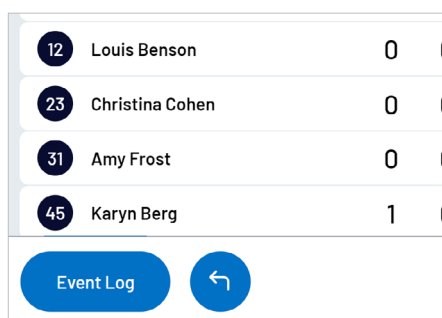 12 Louis Benson 0
23 Christina Cohen 0
31 Amy Frost 0
45 Karyn Berg 1
Event Log